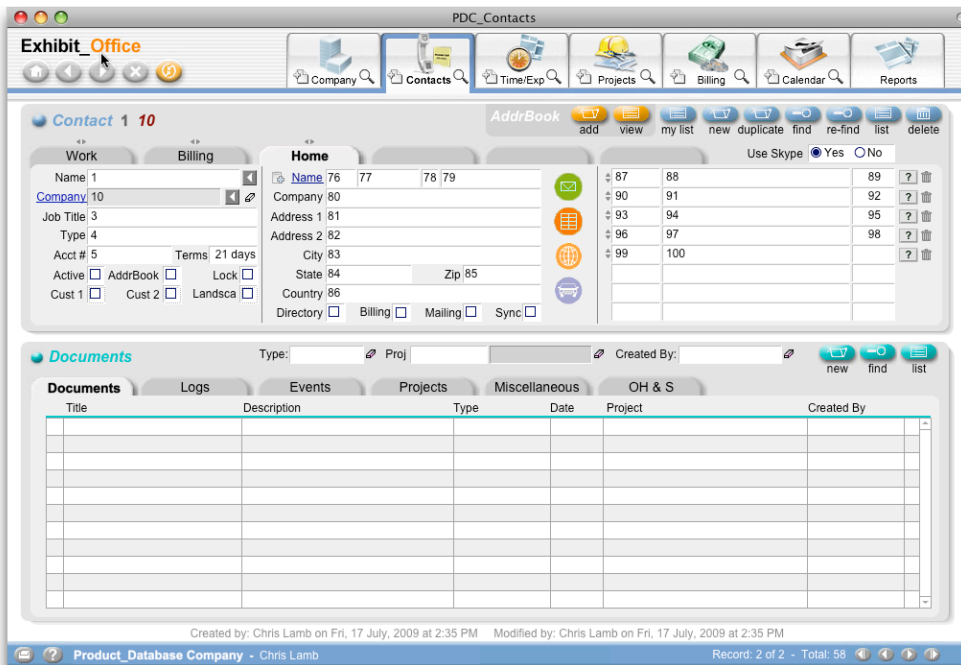 PDC_Contacts
Exhibit_Office
Company Contacts Time/Exp Projects Billing Calendar Reports
Contact 1 10
AddrBook add view my list new duplicate find re-find list delete
Work Billing Home
Use Skype Yes No
Name 1
Company 10
Job Title 3
Type 4
Acct # 5 Terms 21 days
Active AddrBook Lock
Cust 1 Cust 2 Landsca
Name 76 77 78 79
Company 80
Address 1 81
Address 2 82
City 83
State 84 Zip 85
Country 86
Directory Billing Mailing Sync
87 88 89 ?
90 91 92 ?
93 94 95 ?
96 97 98 ?
99 100 ?
Documents Type: Proj Created By: new find list
Documents Logs Events Projects Miscellaneous OH & S
Title Description Type Date Project Created By
Created by: Chris Lamb on Fri, 17 July, 2009 at 2:35 PM Modified by: Chris Lamb on Fri, 17 July, 2009 at 2:35 PM
? Product_Database Company - Chris Lamb Record: 2 of 2 - Total: 58